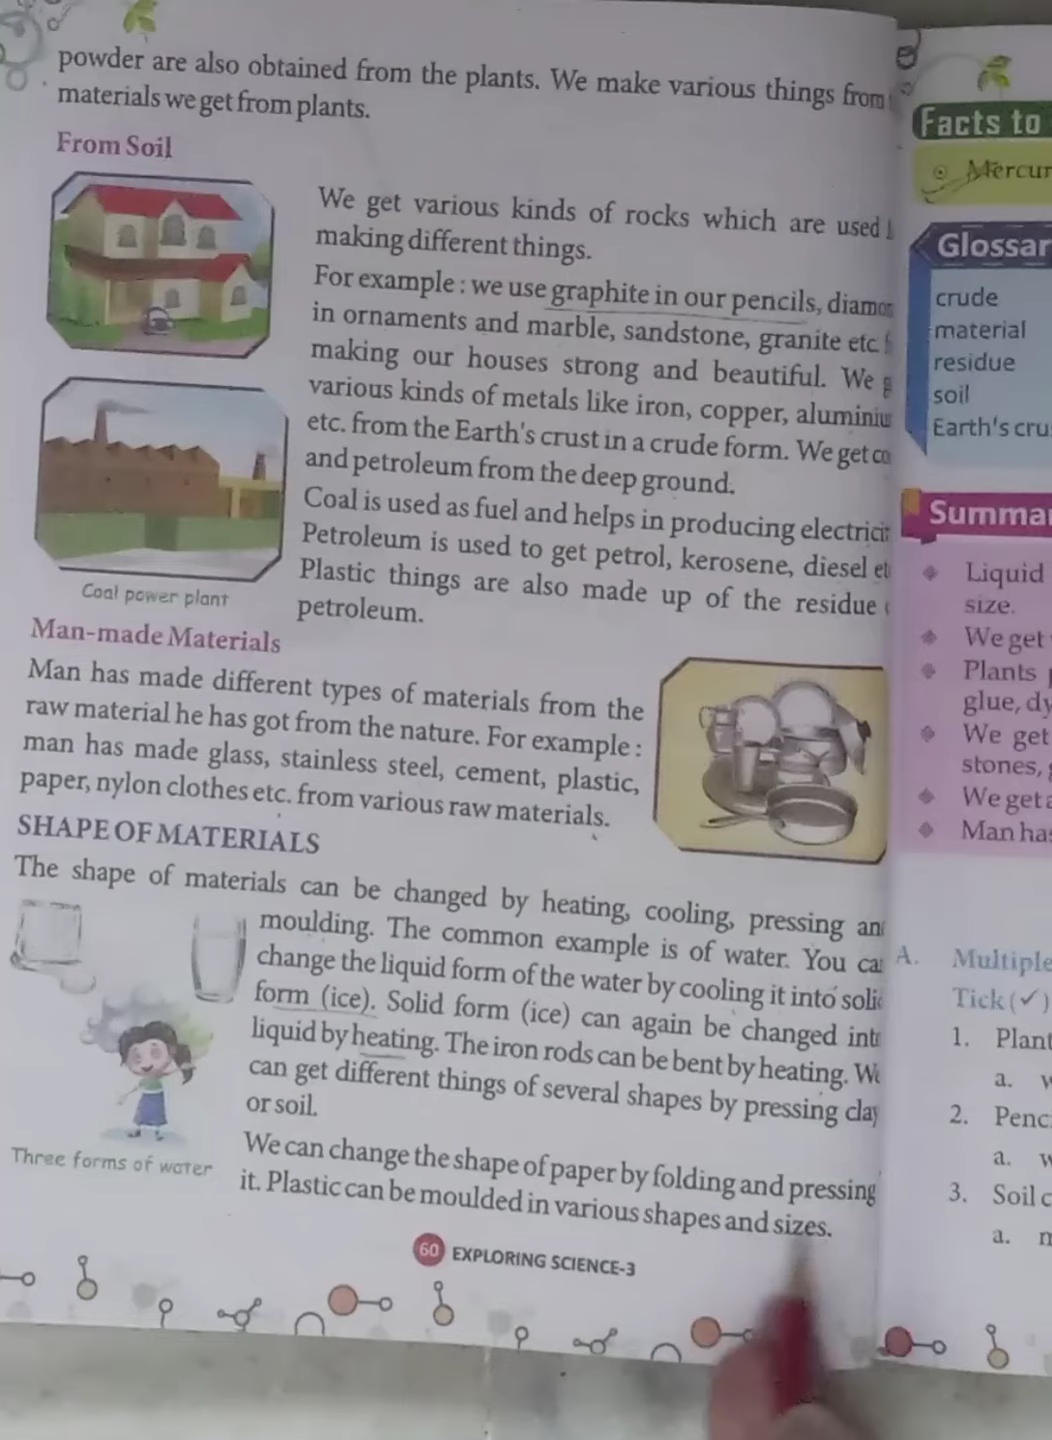 powder are also obtained from the plants. We make various things from
materials we get from plants.
From Soil
We get various kinds of rocks which are used
making different things.
For example : we use graphite in our pencils,
in ornaments and marble, sandstone, granite etc
making our houses strong and beautiful. We
various kinds of metals like iron, copper,
etc. from the Earth's crust in a crude form. We get
and petroleum from the deep ground.
Coal is used as fuel and helps in producing
Petroleum is used to get petrol, kerosene, diesel
Plastic things are also made up of the residue
petroleum.
Coal power plant
Man-made Materials
Man has made different types of materials from the
raw material he has got from the nature. For example :
man has made glass, stainless steel, cement, plastic,
paper, nylon clothes etc. from various raw materials.
SHAPE OF MATERIALS
The shape of materials can be changed by heating, cooling, pressing
moulding. The common example is of water. You
change the liquid form of the water by cooling it into
form (ice). Solid form (ice) can again be changed
liquid by heating. The iron rods can be bent by heating.
can get different things of several shapes by pressing clay
or soil.
Three forms of water
We can change the shape of paper by folding and pressing
it. Plastic can be moulded in various shapes and sizes.
60 EXPLORING SCIENCE-3
Facts to
Glossar
crude
material
residue
soil
Earth's
Liquid
size.
We get
Plants
glue,
We get
stones,
We get
Man
A. Multiple
Tick (✓)
1.
a.
2.
a.
3. Soil
a.